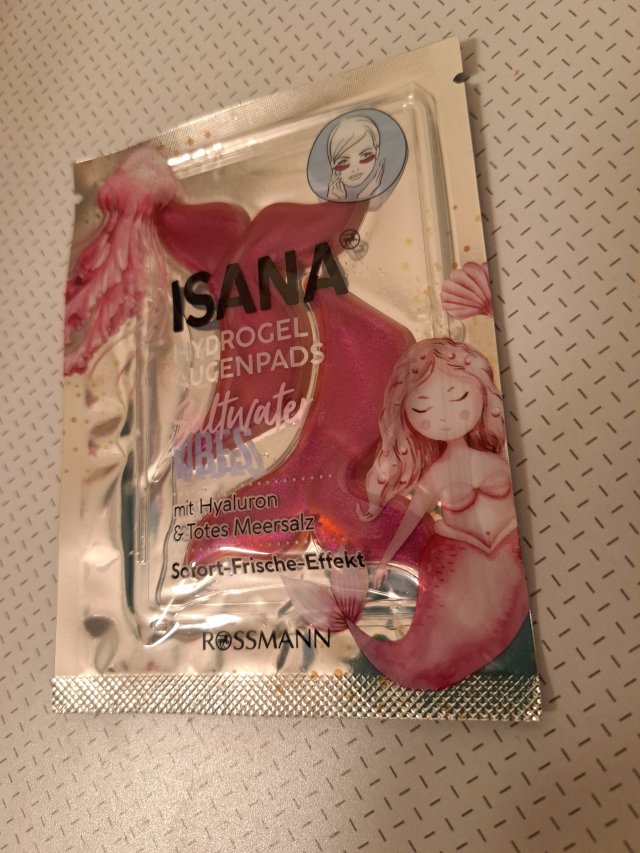 ISANA®
HYDROGEL
AUGENPADS
Saltwater
VIBES
mit Hyaluron
& Totes Meersalz
Sofort-Frische-Effekt
ROSSMANN